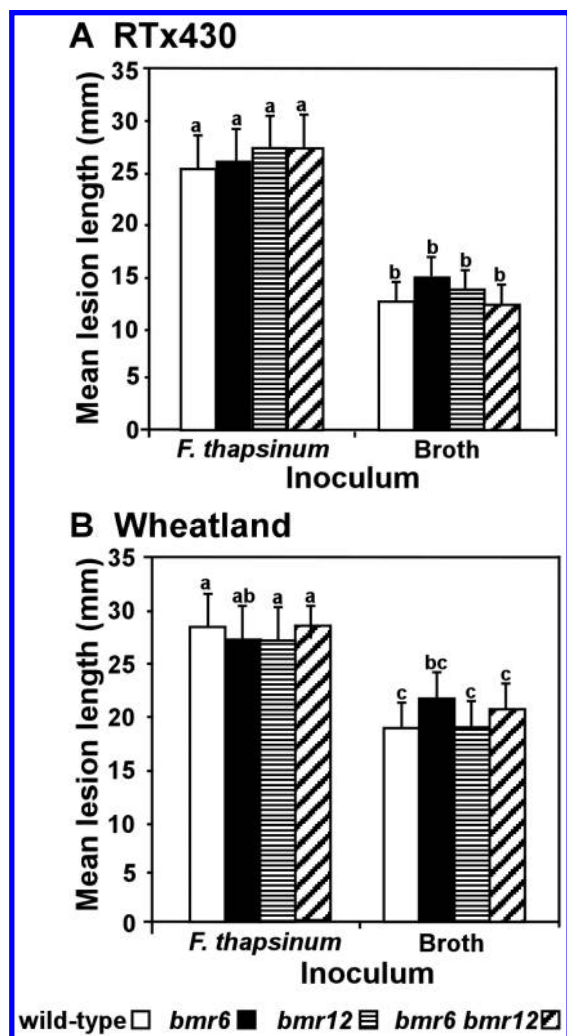 A RTx430
Mean lesion length (mm)
35
30
25
20
15
10
5
0
a a a a
b b b b
F. thapsinum Broth
Inoculum
B Wheatland
Mean lesion length (mm)
35
30
25
20
15
10
5
0
a ab a a
c bc c c
F. thapsinum Broth
Inoculum
wild-type bmr6 bmr12 bmr6 bmr12